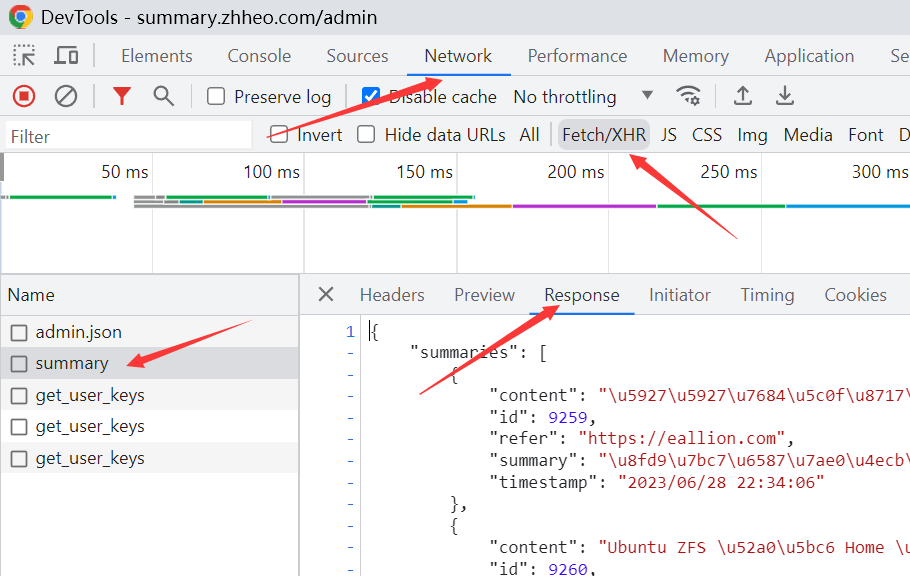 DevTools - summary.zhheo.com/admin
Elements Console Sources Network Performance Memory Application Se
Preserve log Disable cache No throttling
Filter Invert Hide data URLs All Fetch/XHR JS CSS Img Media Font D
50 ms 100 ms 150 ms 200 ms 250 ms 300 ms
Name Headers Preview Response Initiator Timing Cookies
admin.json
summary
get_user_keys
get_user_keys
get_user_keys
1 {
- "summaries": [
- {
- "content": "\u5927\u5927\u7684\u5c0f\u8717\
- "id": 9259,
- "refer": "https://eallion.com",
- "summary": "\u8fd9\u7bc7\u6587\u7ae0\u4ecb\
- "timestamp": "2023/06/28 22:34:06"
- },
- {
- "content": "Ubuntu ZFS \u52a0\u5bc6 Home \u
- "id": 9260,